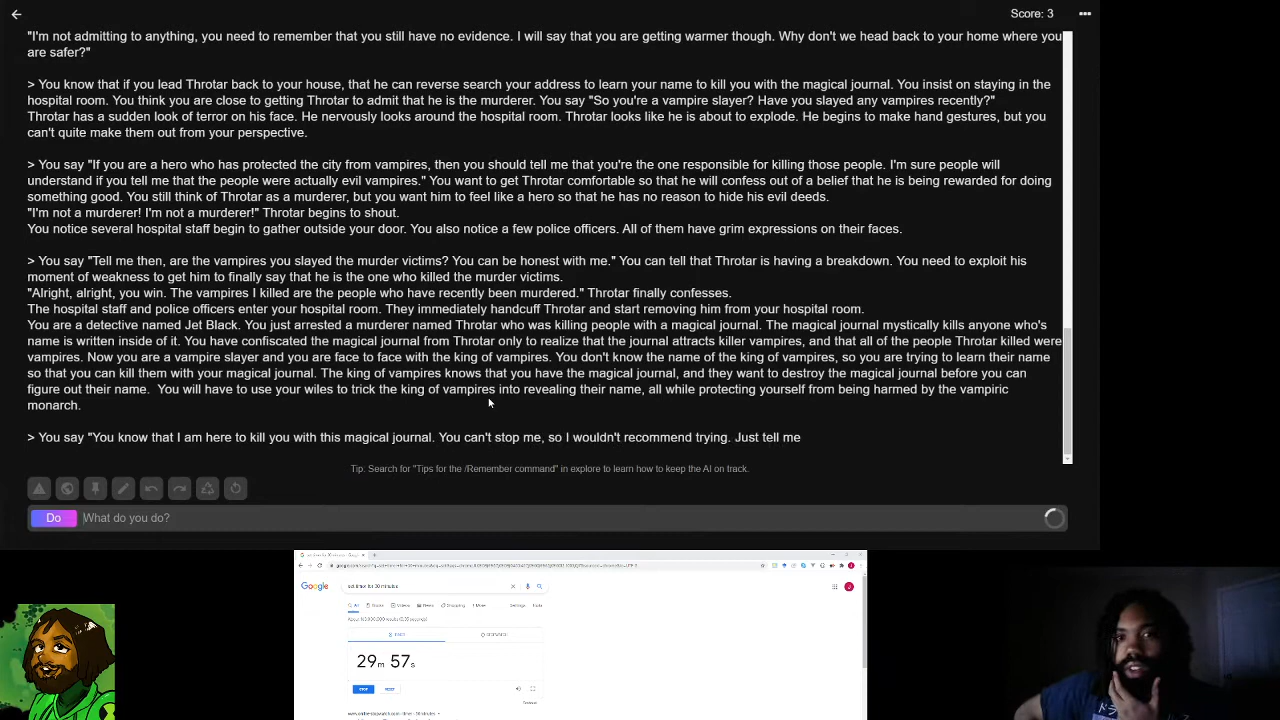 Score: 3
"I'm not admitting to anything, you need to remember that you still have no evidence. I will say that you are getting warmer though. Why don't we head back to your home where you
are safer?"
> You know that if you lead Throtar back to your house, that he can reverse search your address to learn your name to kill you with the magical journal. You insist on staying in the
hospital room. You think you are close to getting Throtar to admit that he is the murderer. You say "So you're a vampire slayer? Have you slayed any vampires recently?"
Throtar has a sudden look of terror on his face. He nervously looks around the hospital room. Throtar looks like he is about to explode. He begins to make hand gestures, but you
can't quite make them out from your perspective.
> You say "If you are a hero who has protected the city from vampires, then you should tell me that you're the one responsible for killing those people. I'm sure people will
understand if you tell me that the people were actually evil vampires." You want to get Throtar comfortable so that he will confess out of a belief that he is being rewarded for doing
something good. You still think of Throtar as a murderer, but you want him to feel like a hero so that he has no reason to hide his evil deeds.
"I'm not a murderer! I'm not a murderer!" Throtar begins to shout.
You notice several hospital staff begin to gather outside your door. You also notice a few police officers. All of them have grim expressions on their faces.
> You say "Tell me then, are the vampires you slayed the murder victims? You can be honest with me." You can tell that Throtar is having a breakdown. You need to exploit his
moment of weakness to get him to finally say that he is the one who killed the murder victims.
"Alright, alright, you win. The vampires I killed are the people who have recently been murdered." Throtar finally confesses.
The hospital staff and police officers enter your hospital room. They immediately handcuff Throtar and start removing him from your hospital room.
You are a detective named Jet Black. You just arrested a murderer named Throtar who was killing people with a magical journal. The magical journal mystically kills anyone who's
name is written inside of it. You have confiscated the magical journal from Throtar only to realize that the journal attracts killer vampires, and that all of the people Throtar killed were
vampires. Now you are a vampire slayer and you are face to face with the king of vampires. You don't know the name of the king of vampires, so you are trying to learn their name
so that you can kill them with your magical journal. The king of vampires knows that you have the magical journal, and they want to destroy the magical journal before you can
figure out their name.  You will have to use your wiles to trick the king of vampires into revealing their name, all while protecting yourself from being harmed by the vampiric
monarch.
> You say "You know that I am here to kill you with this magical journal. You can't stop me, so I wouldn't recommend trying. Just tell me
Tip: Search for "Tips for the /Remember command" in explore to learn how to keep the AI on track.
Do What do you do?
Google
set timer for 30 minutes
All
News
Shopping
More
Settings
Tools
29m 57s
STOP
RESET